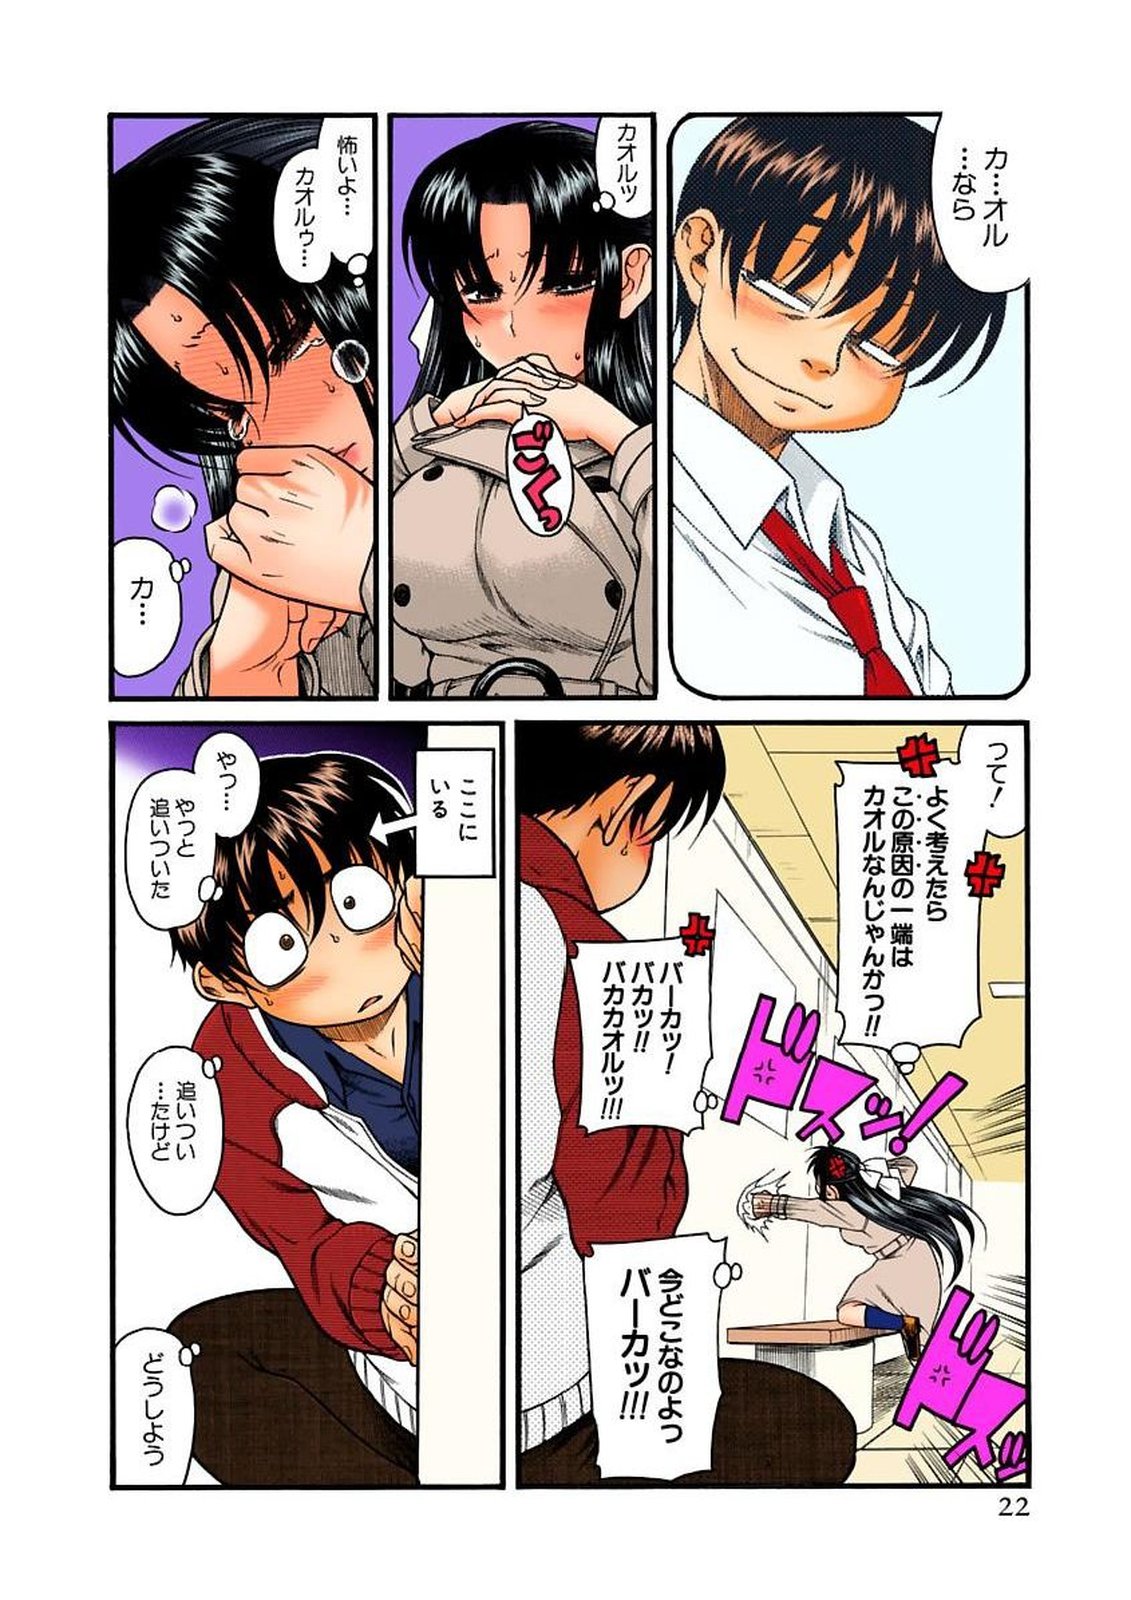 カ…オル
…なら
カオルッ
ごくっ
怖いよ…
カオルゥ…
カ…
って！
よく考えたら
この原因の一端は
カオルなんじゃんかっ!!
バーカッ！
バカッ!!
バカカオルッ!!!
ドスッ！
今どこなのよっ
バーカッ!!!
ドスッ
ここに
いる
やっ…
やっと
追いついた
追いつい
…たけど
どうしよう
22